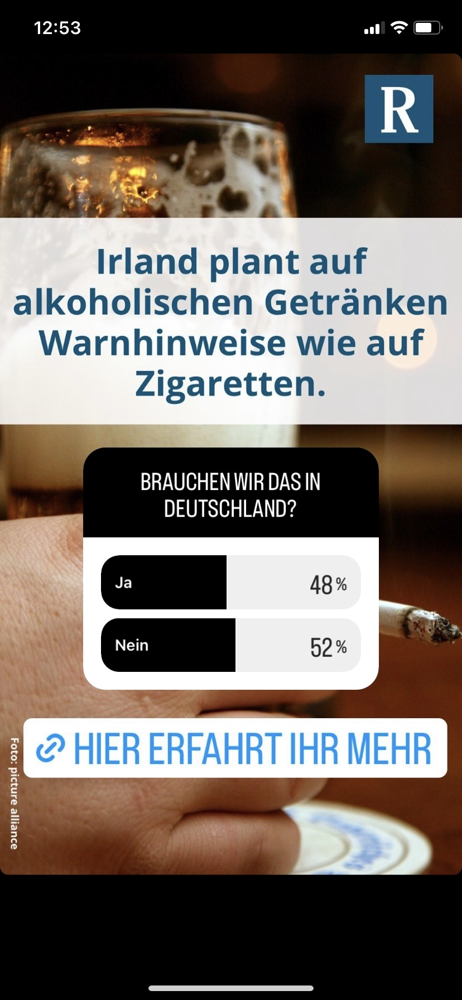 12:53
R
Irland plant auf
alkoholischen Getränken
Warnhinweise wie auf
Zigaretten.
BRAUCHEN WIR DAS IN
DEUTSCHLAND?
Ja 48%
Nein 52%
HIER ERFAHRT IHR MEHR
Foto: picture alliance